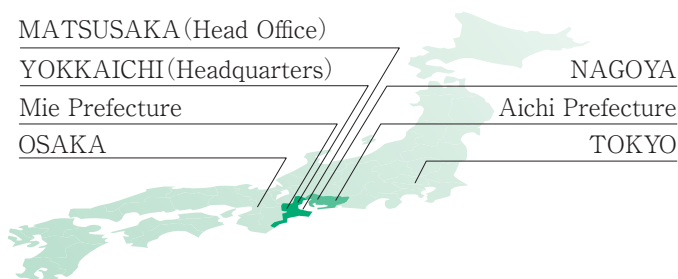 MATSUSAKA(Head Office)
YOKKAICHI(Headquarters)
Mie Prefecture
OSAKA
NAGOYA
Aichi Prefecture
TOKYO